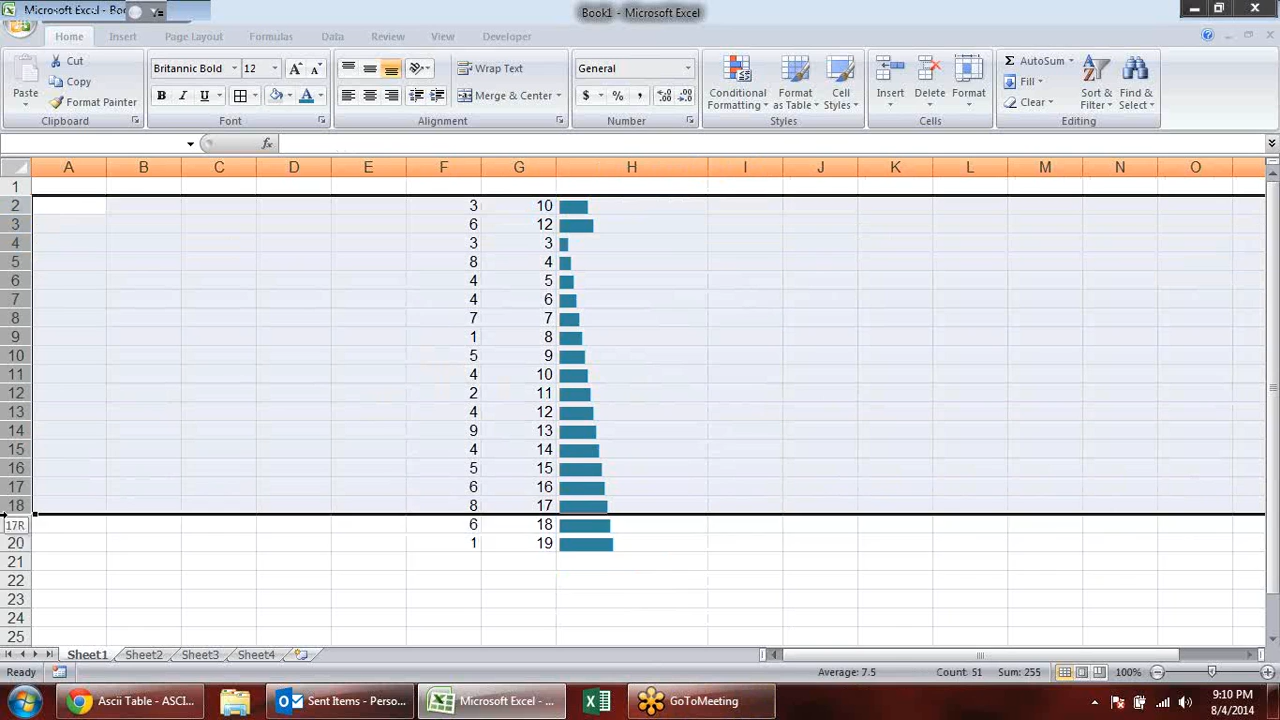 Microsoft Excel - Bo
Book1 - Microsoft Excel
Home Insert Page Layout Formulas Data Review View Developer
Paste Cut Copy Format Painter
Clipboard
Britannic Bold 12 A A
B I U A
Font
Wrap Text
Merge & Center
Alignment
General
$ % , .00 .0
Number
Conditional Formatting Format as Table Cell Styles
Styles
Insert Delete Format
Cells
Σ AutoSum Fill Clear Sort & Filter Find & Select
Editing
fx
A B C D E F G H I J K L M N O
1
2 3 10
3 6 12
4 3 3
5 8 4
6 4 5
7 4 6
8 7 7
9 1 8
10 5 9
11 4 10
12 2 11
13 4 12
14 9 13
15 4 14
16 5 15
17 6 16
18 8 17
17R 6 18
20 1 19
21
22
23
24
25
Sheet1 Sheet2 Sheet3 Sheet4
Ready Average: 7.5 Count: 51 Sum: 255 100%
Ascii Table - ASCI... Sent Items - Perso... Microsoft Excel - ... GoToMeeting 9:10 PM
8/4/2014